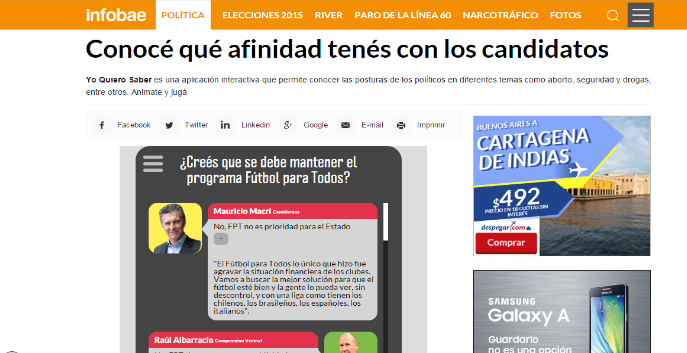 infobae
POLÍTICA
ELECCIONES 2015
RIVER
PARO DE LA LÍNEA 60
NARCOTRÁFICO
FOTOS
Conocé qué afinidad tenés con los candidatos
Yo Quiero Saber es una aplicación interactiva que permite conocer las posturas de los políticos en diferentes temas como aborto, seguridad y drogas,
entre otros. Animate y jugá
Facebook
Twitter
Linkedin
Google
E-mail
Imprimir
¿Creés que se debe mantener el
programa Fútbol para Todos?
Mauricio Macri Cambiemos
No, FPT no es prioridad para el Estado
"El Fútbol para Todos lo único que hizo fue
agravar la situación financiera de los clubes.
Vamos a buscar la mejor solución para que el
fútbol esté bien y la gente lo pueda ver, sin
descontrol, y con una liga como tienen los
chilenos, los brasileños, los españoles, los
italianos".
Raúl Albarracín Compromiso Vecinal
BUENOS AIRES A
CARTAGENA
DE INDIAS
$492
PRECIO EN 18 CUOTAS SIN
INTERÉS
despegar.com
Comprar
SAMSUNG
Galaxy A
Guardarlo
no es una opción